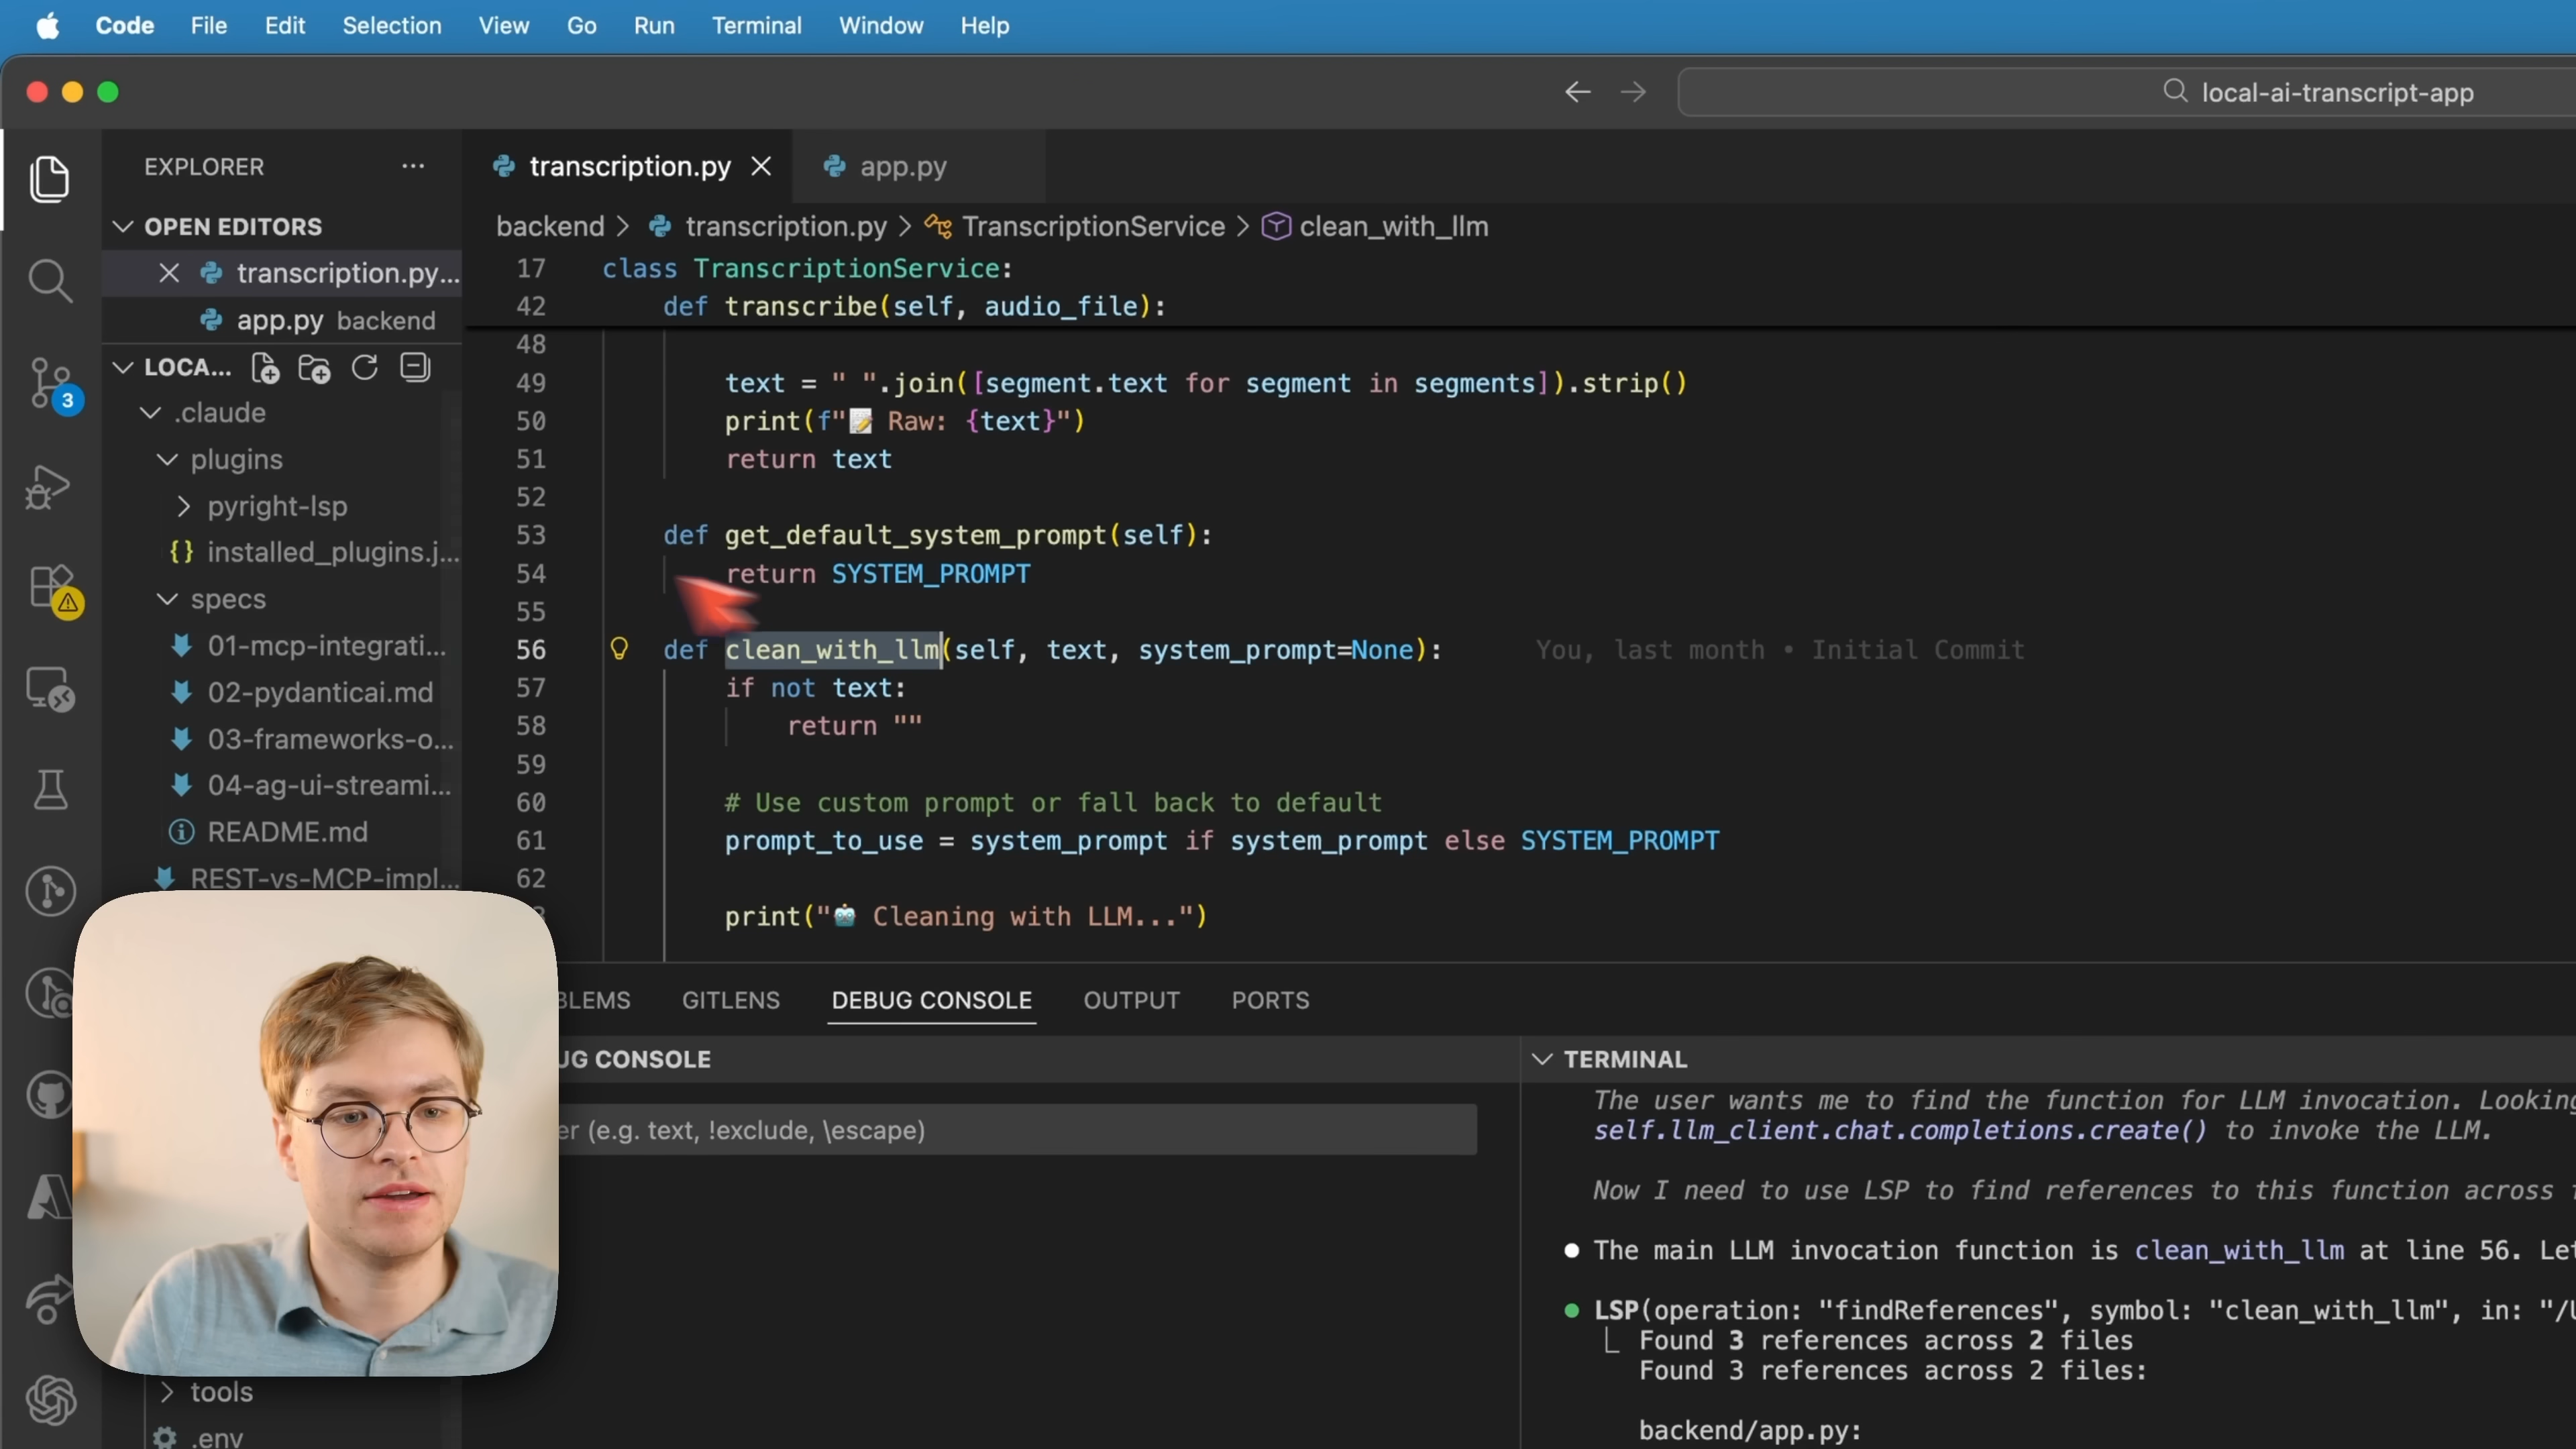 Code File Edit Selection View Go Run Terminal Window Help
local-ai-transcript-app
EXPLORER
OPEN EDITORS
transcription.py...
app.py backend
LOCA...
.claude
plugins
pyright-lsp
{} installed_plugins.j...
specs
01-mcp-integrati...
02-pydanticai.md
03-frameworks-o...
04-ag-ui-streami...
README.md
REST-vs-MCP-impl...
tools
.env
3
transcription.py app.py
backend > transcription.py > TranscriptionService > clean_with_llm
17 class TranscriptionService:
42 def transcribe(self, audio_file):
48
49 text = " ".join([segment.text for segment in segments]).strip()
50 print(f"📝 Raw: {text}")
51 return text
52
53 def get_default_system_prompt(self):
54 return SYSTEM_PROMPT
55
56 def clean_with_llm(self, text, system_prompt=None): You, last month • Initial Commit
57 if not text:
58 return ""
59
60 # Use custom prompt or fall back to default
61 prompt_to_use = system_prompt if system_prompt else SYSTEM_PROMPT
62
print("🤖 Cleaning with LLM...")
BLEMS GITLENS DEBUG CONSOLE OUTPUT PORTS
UG CONSOLE
er (e.g. text, !exclude, \escape)
TERMINAL
The user wants me to find the function for LLM invocation. Looking
self.llm_client.chat.completions.create() to invoke the LLM.
Now I need to use LSP to find references to this function across
The main LLM invocation function is clean_with_llm at line 56. Let
LSP(operation: "findReferences", symbol: "clean_with_llm", in: "/U
Found 3 references across 2 files
Found 3 references across 2 files:
backend/app.py: